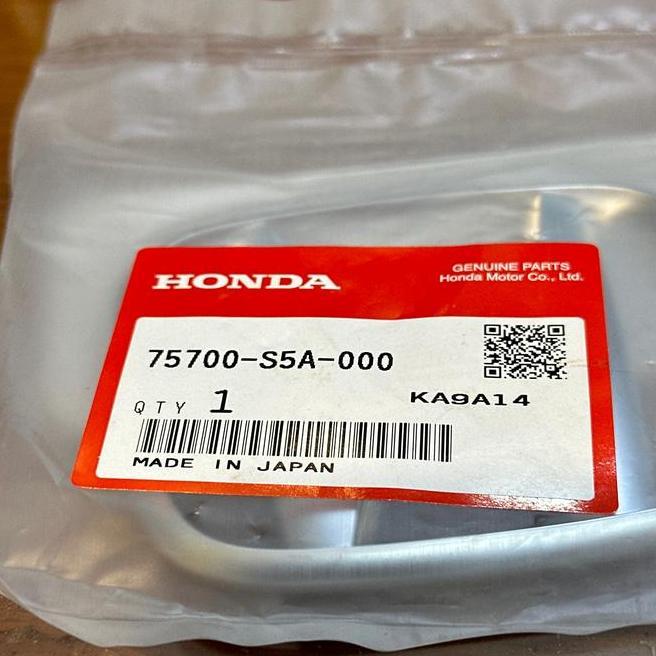 HONDA
GENUINE PARTS
Honda Motor Co., Ltd.
75700-S5A-000
QTY 1
KA9A14
MADE IN JAPAN